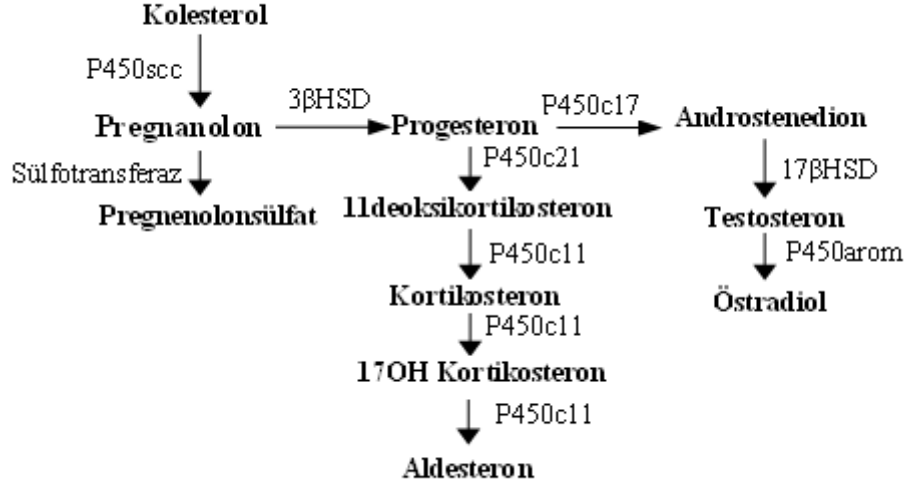 Kolesterol
P450scc
3βHSD
P450c17
Pregnanolon
Progesteron
Androstenedion
Sülfotransferaz
P450c21
17βHSD
Pregnenolonsülfat
11deoksikortikosteron
Testosteron
P450c11
P450arom
Kortikosteron
Östradiol
P450c11
17OH Kortikosteron
P450c11
Aldesteron